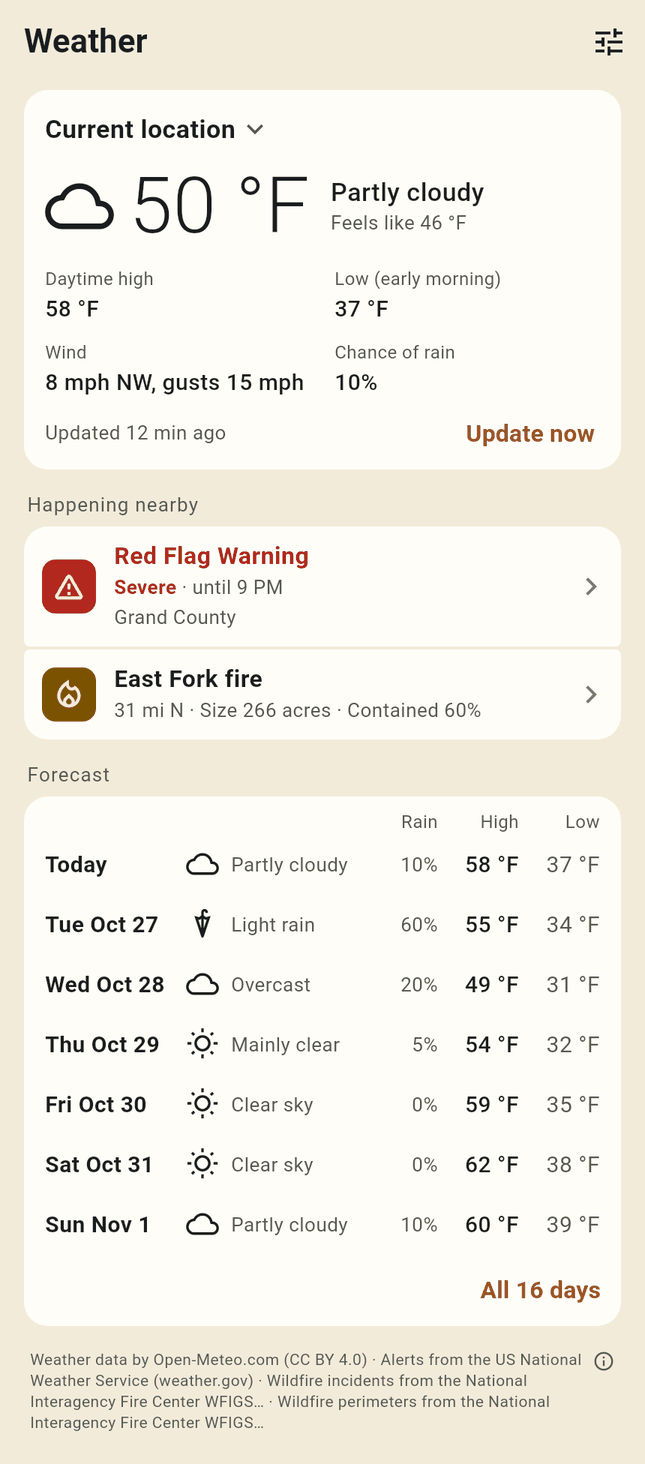 Weather
Current location
50 °F
Partly cloudy
Feels like 46 °F
Daytime high
58 °F
Low (early morning)
37 °F
Wind
8 mph NW, gusts 15 mph
Chance of rain
10%
Updated 12 min ago
Update now
Happening nearby
Red Flag Warning
Severe · until 9 PM
Grand County
East Fork fire
31 mi N · Size 266 acres · Contained 60%
Forecast
Rain High Low
Today Partly cloudy 10% 58 °F 37 °F
Tue Oct 27 Light rain 60% 55 °F 34 °F
Wed Oct 28 Overcast 20% 49 °F 31 °F
Thu Oct 29 Mainly clear 5% 54 °F 32 °F
Fri Oct 30 Clear sky 0% 59 °F 35 °F
Sat Oct 31 Clear sky 0% 62 °F 38 °F
Sun Nov 1 Partly cloudy 10% 60 °F 39 °F
All 16 days
Weather data by Open-Meteo.com (CC BY 4.0) · Alerts from the US National
Weather Service (weather.gov) · Wildfire incidents from the National
Interagency Fire Center WFIGS… · Wildfire perimeters from the National
Interagency Fire Center WFIGS…